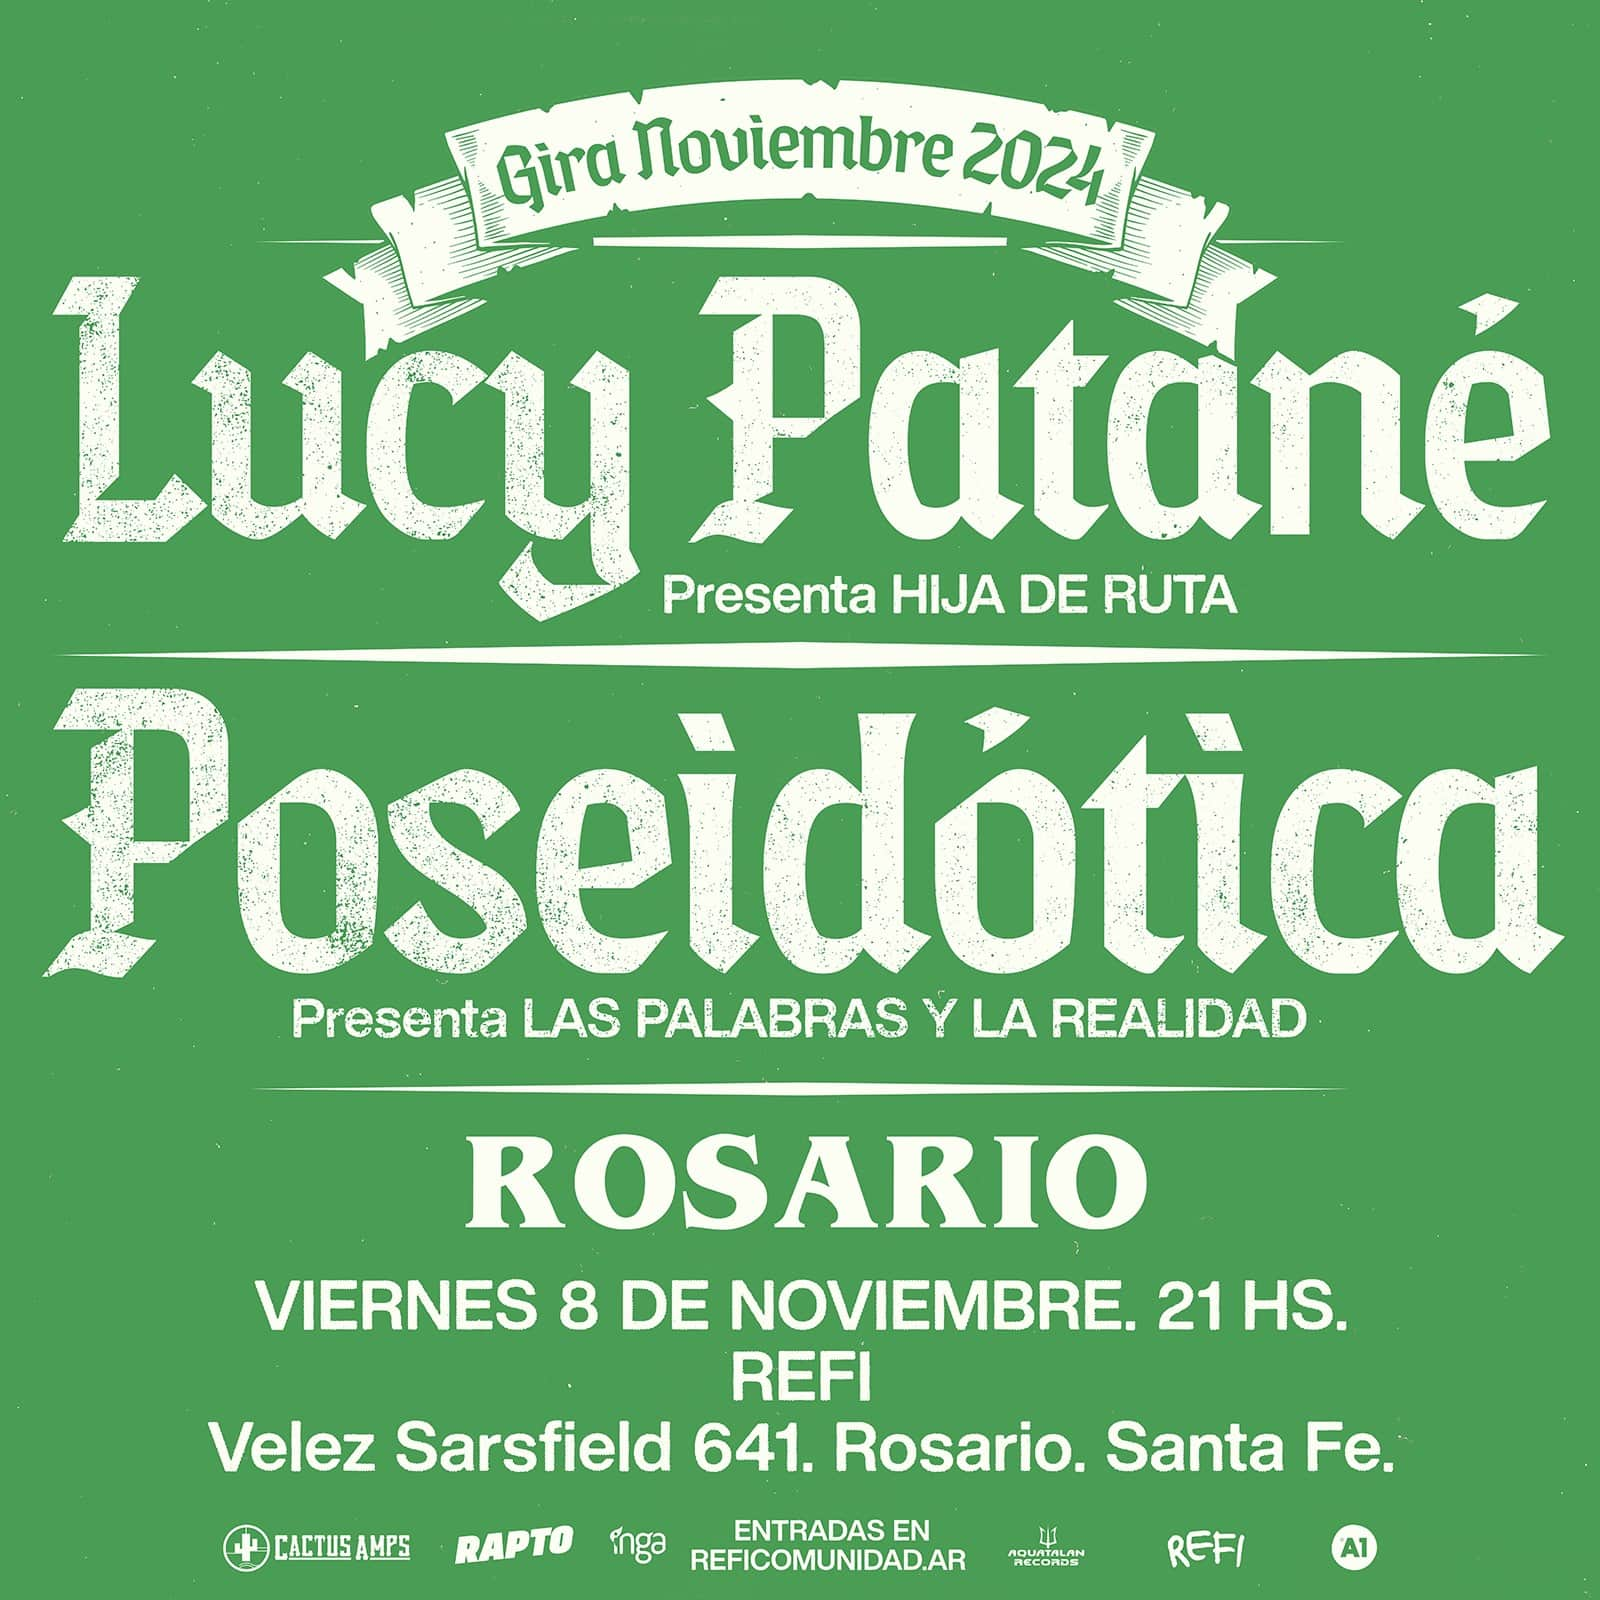 Gira Noviembre 2024
Lucy Patané
Presenta HIJA DE RUTA
Poseidótica
Presenta LAS PALABRAS Y LA REALIDAD
ROSARIO
VIERNES 8 DE NOVIEMBRE. 21 HS.
REFI
Velez Sarsfield 641. Rosario. Santa Fe.
CACTUS AMPS
RAPTO
inga
ENTRADAS EN
REFICOMUNIDAD.AR
AQUATALAN
RECORDS
REFI
A1